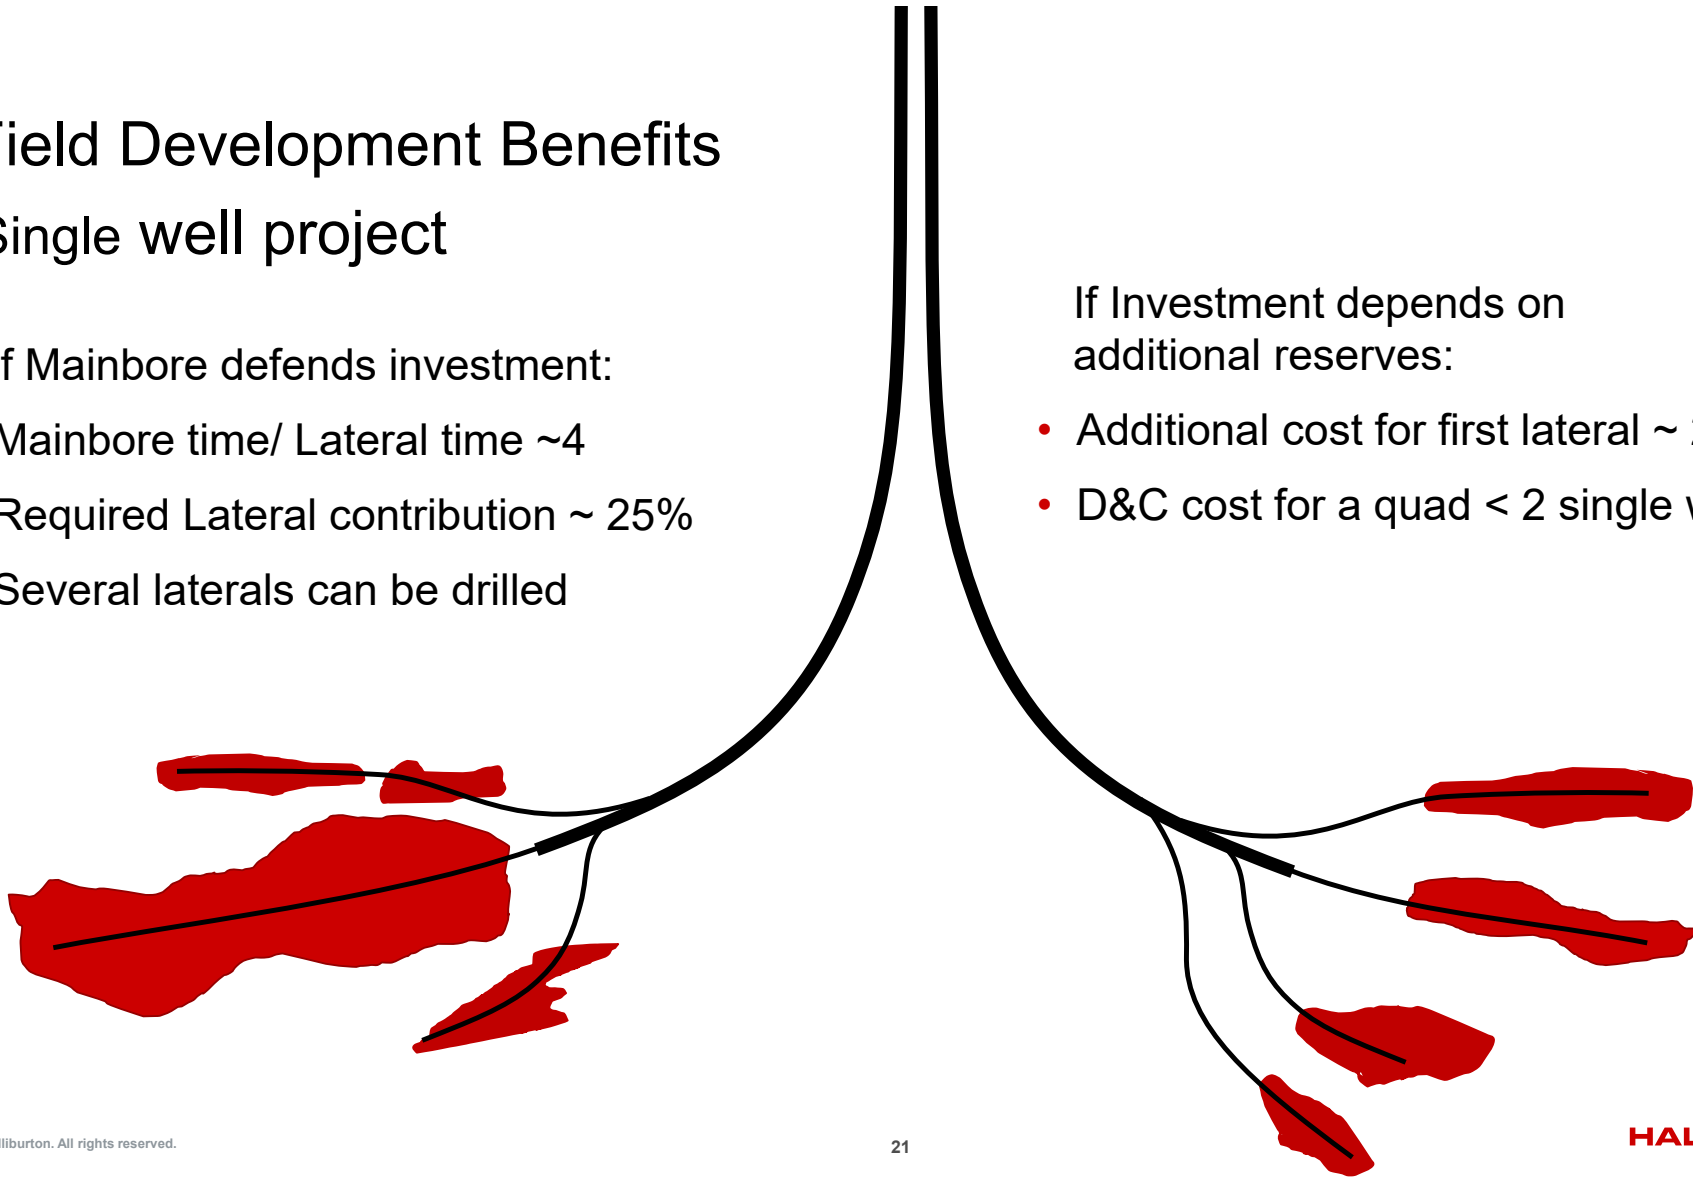 ield Development Benefits
Single well project
f Mainbore defends investment:
Mainbore time/ Lateral time ~4
Required Lateral contribution ~ 25%
Several laterals can be drilled
If Investment depends on
additional reserves:
• Additional cost for first lateral ~
• D&C cost for a quad < 2 single
lliburton. All rights reserved.
21
HAL